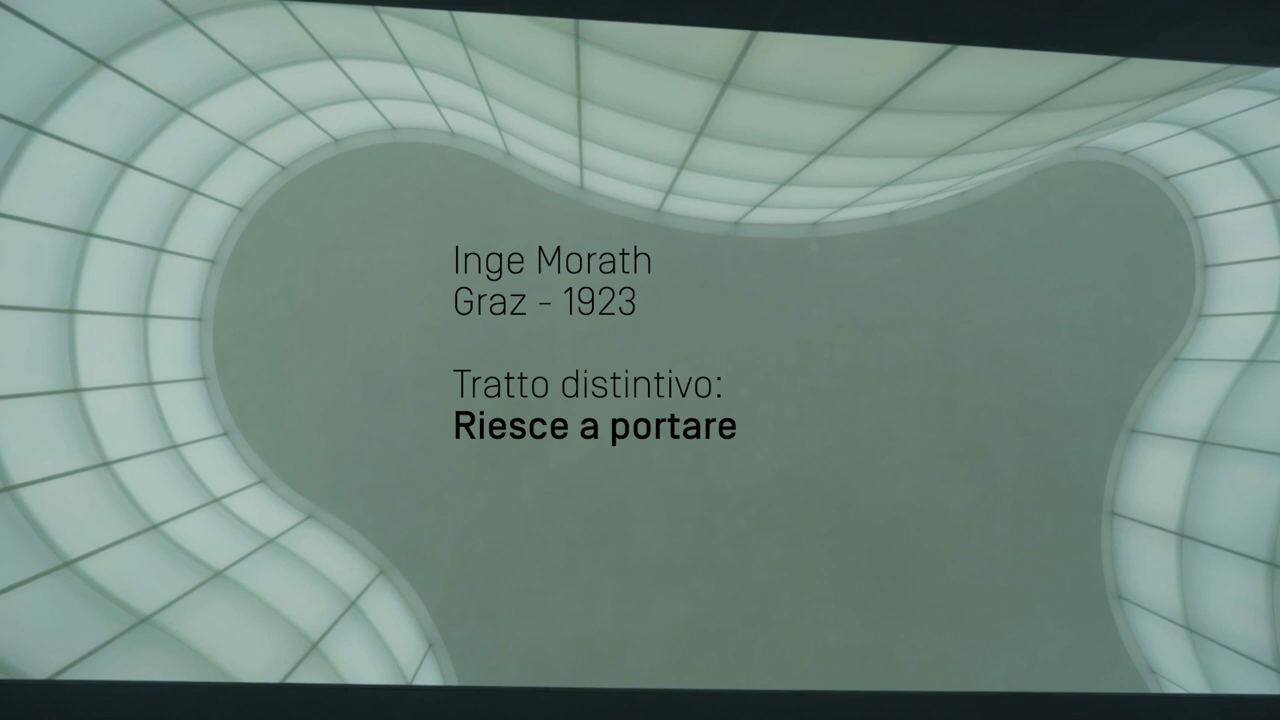 Inge Morath
Graz - 1923
Tratto distintivo:
Riesce a portare